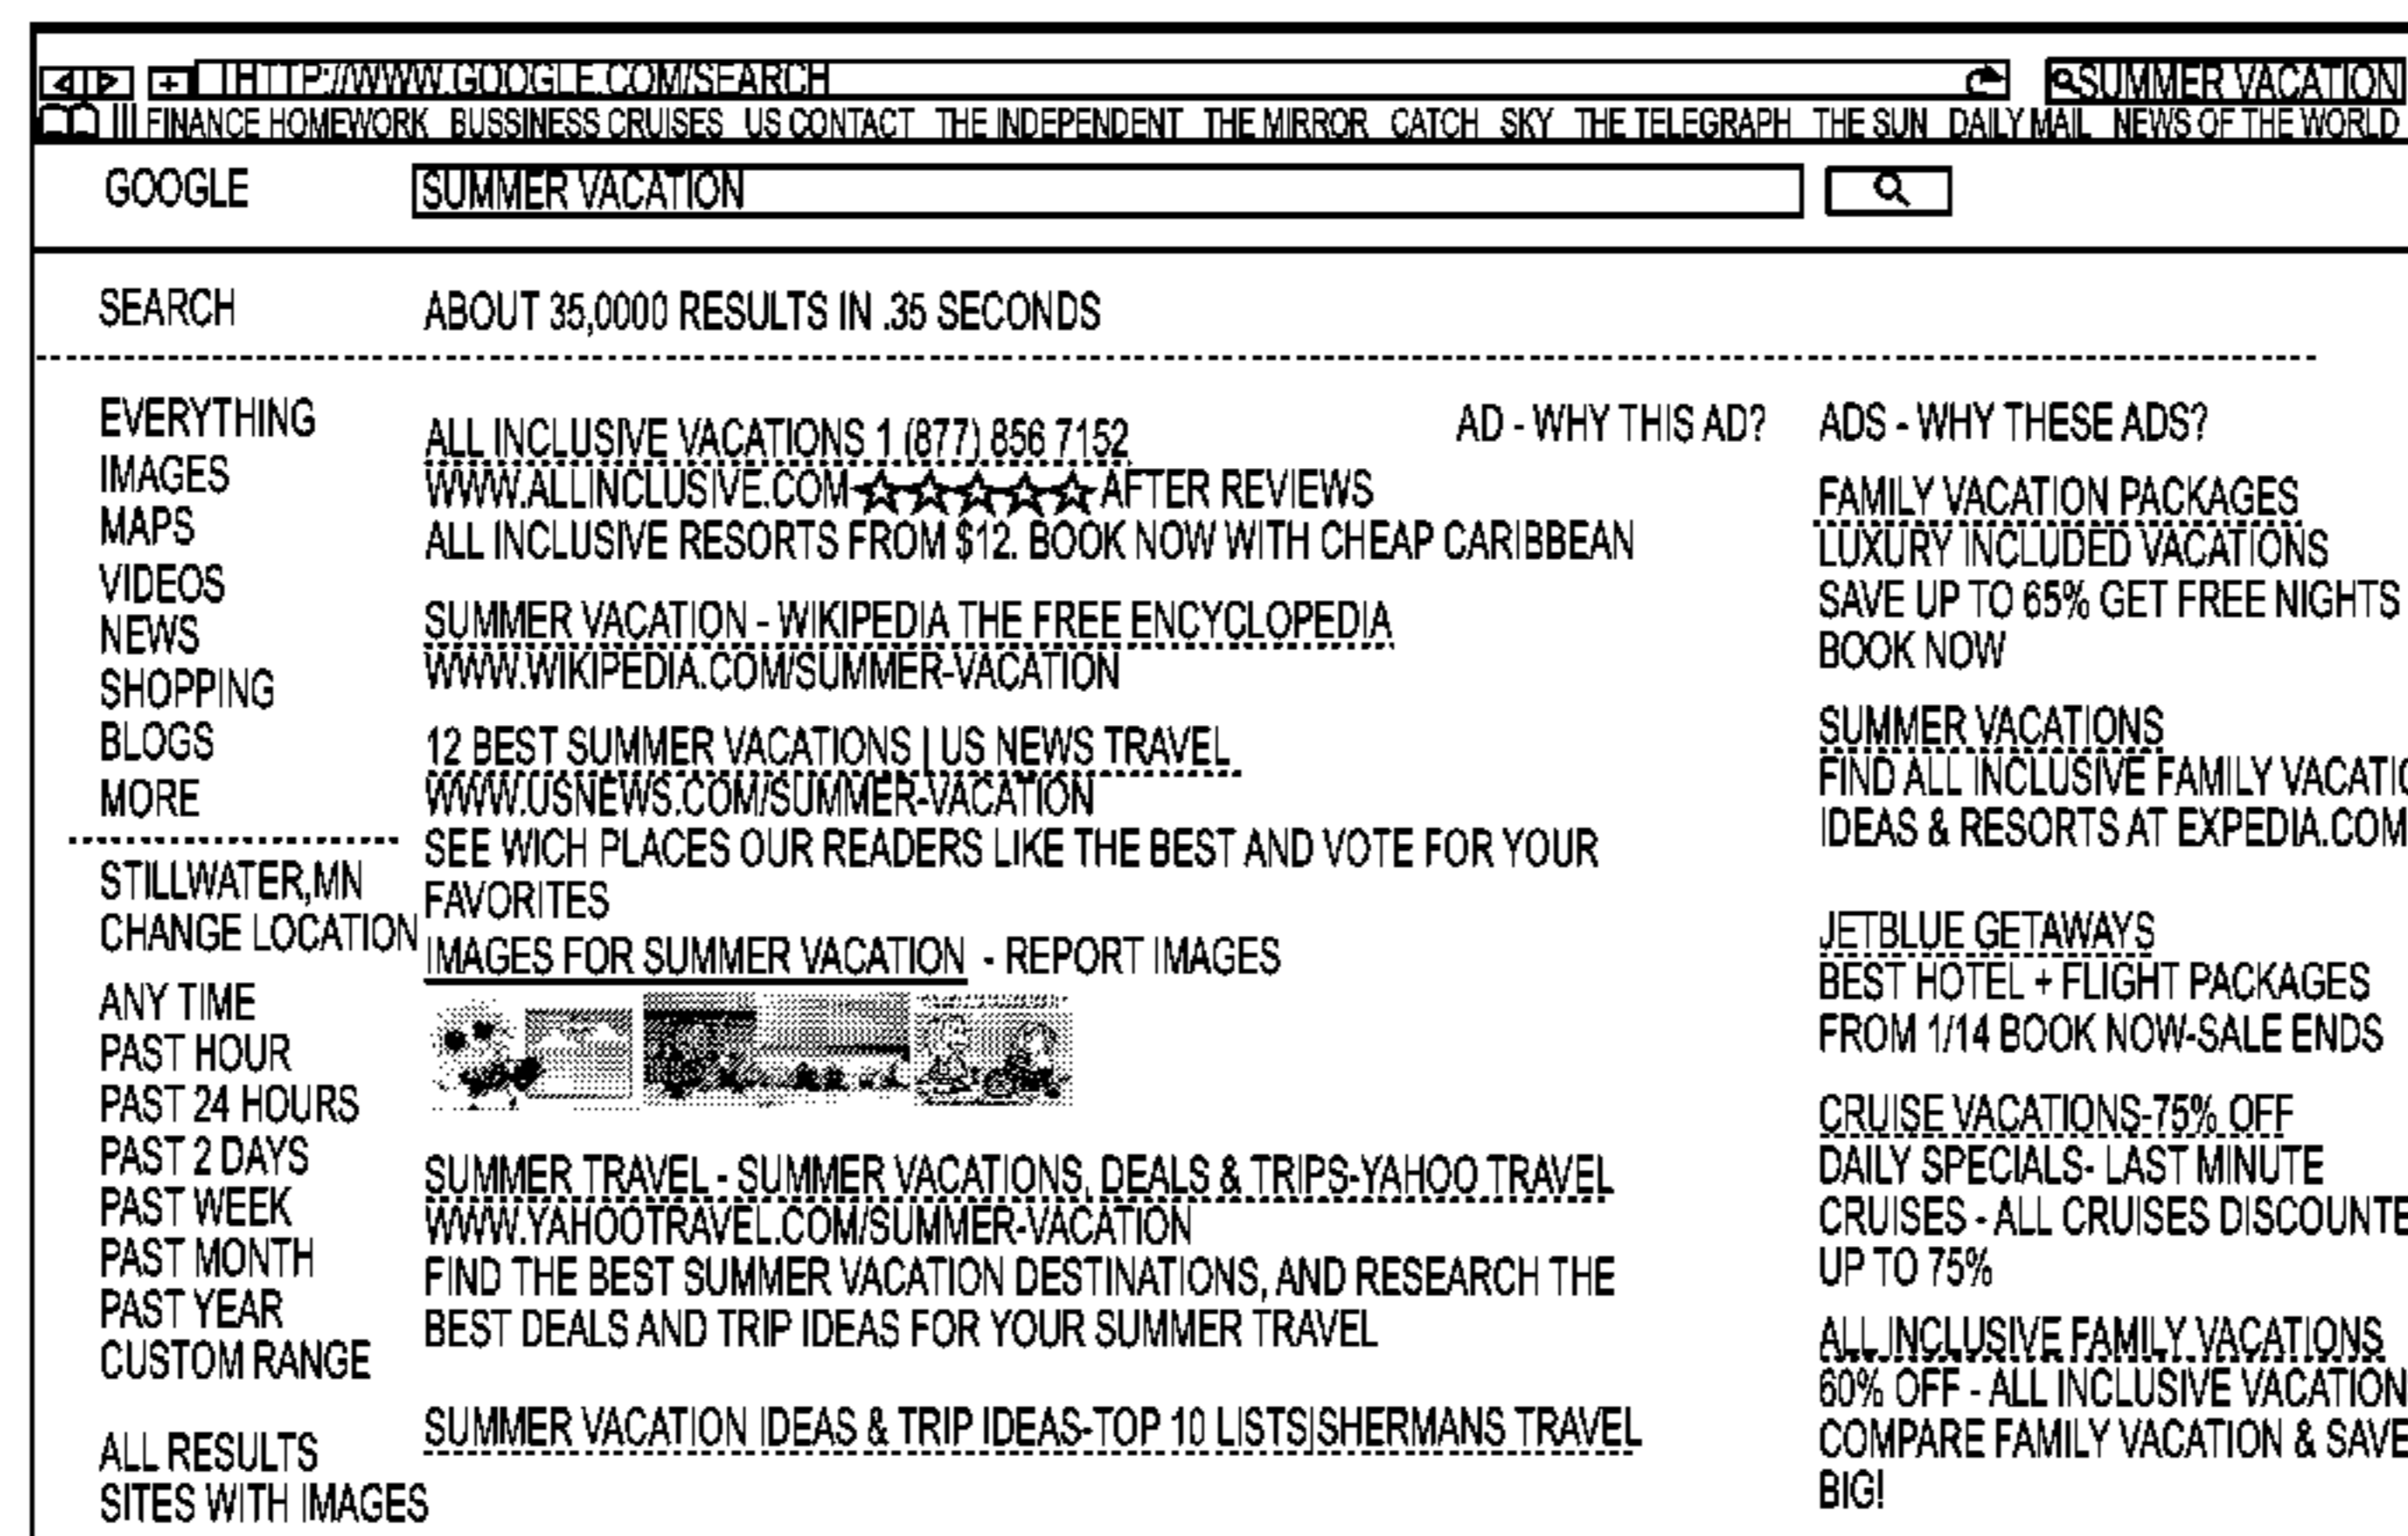 HTTP://WWW.GOOGLE.COM/SEARCH
SUMMER VACATION
FINANCE HOMEWORK BUSSINESS CRUISES US CONTACT THE INDEPENDENT THE MIRROR CATCH SKY THE TELEGRAPH THE SUN DAILY MAIL NEWS OF THE WORLD
GOOGLE
SUMMER VACATION
SEARCH
ABOUT 35,0000 RESULTS IN .35 SECONDS
EVERYTHING
IMAGES
MAPS
VIDEOS
NEWS
SHOPPING
BLOGS
MORE
STILLWATER,MN
CHANGE LOCATION
ANY TIME
PAST HOUR
PAST 24 HOURS
PAST 2 DAYS
PAST WEEK
PAST MONTH
PAST YEAR
CUSTOM RANGE
ALL RESULTS
SITES WITH IMAGES
ALL INCLUSIVE VACATIONS 1 (877) 856 7152
AD - WHY THIS AD?
WWW.ALLINCLUSIVE.COM ☆☆☆☆☆ AFTER REVIEWS
ALL INCLUSIVE RESORTS FROM $12. BOOK NOW WITH CHEAP CARIBBEAN
SUMMER VACATION - WIKIPEDIA THE FREE ENCYCLOPEDIA
WWW.WIKIPEDIA.COM/SUMMER-VACATION
12 BEST SUMMER VACATIONS | US NEWS TRAVEL
WWW.USNEWS.COM/SUMMER-VACATION
SEE WICH PLACES OUR READERS LIKE THE BEST AND VOTE FOR YOUR
FAVORITES
IMAGES FOR SUMMER VACATION - REPORT IMAGES
SUMMER TRAVEL - SUMMER VACATIONS, DEALS & TRIPS-YAHOO TRAVEL
WWW.YAHOOTRAVEL.COM/SUMMER-VACATION
FIND THE BEST SUMMER VACATION DESTINATIONS, AND RESEARCH THE
BEST DEALS AND TRIP IDEAS FOR YOUR SUMMER TRAVEL
SUMMER VACATION IDEAS & TRIP IDEAS-TOP 10 LISTS|SHERMANS TRAVEL
ADS - WHY THESE ADS?
FAMILY VACATION PACKAGES
LUXURY INCLUDED VACATIONS
SAVE UP TO 65% GET FREE NIGHTS
BOOK NOW
SUMMER VACATIONS
FIND ALL INCLUSIVE FAMILY VACATIO
IDEAS & RESORTS AT EXPEDIA.COM
JETBLUE GETAWAYS
BEST HOTEL + FLIGHT PACKAGES
FROM 1/14 BOOK NOW-SALE ENDS
CRUISE VACATIONS-75% OFF
DAILY SPECIALS- LAST MINUTE
CRUISES - ALL CRUISES DISCOUNTE
UP TO 75%
ALL INCLUSIVE FAMILY VACATIONS
60% OFF - ALL INCLUSIVE VACATION
COMPARE FAMILY VACATION & SAVE
BIG!